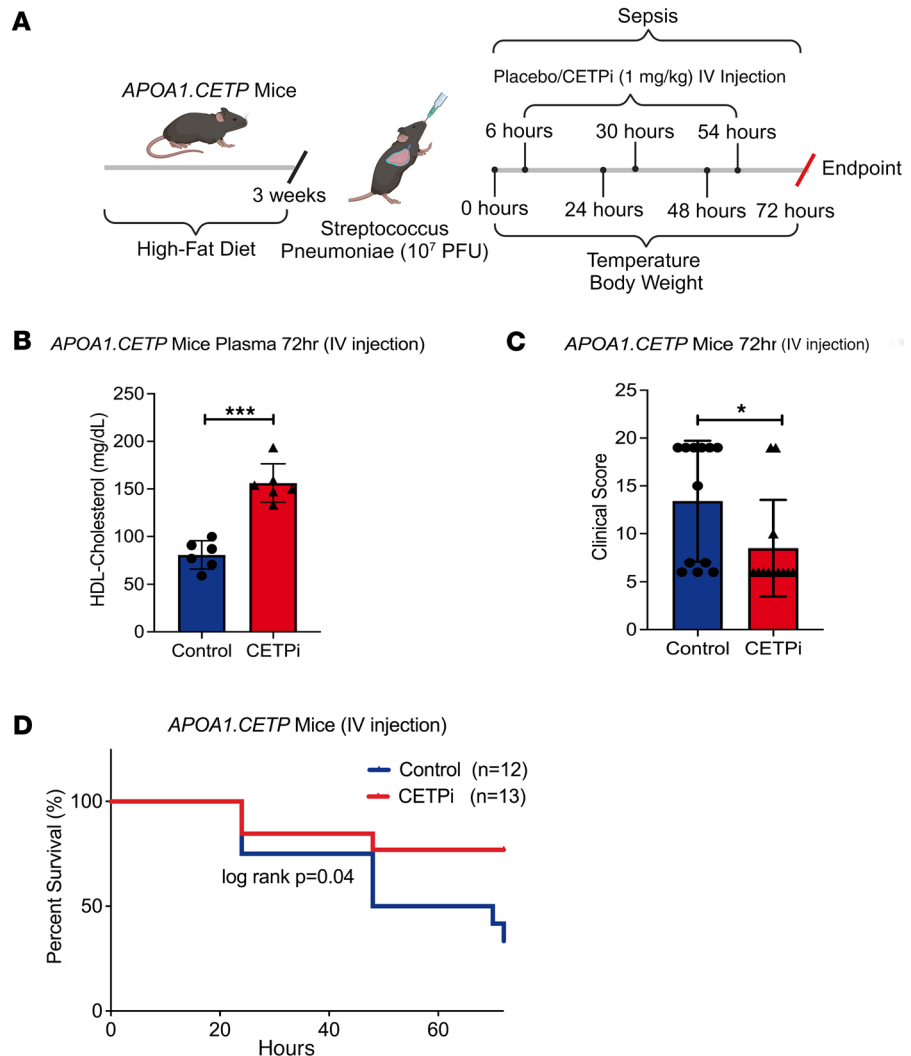 A
Sepsis
Placebo/CETPi (1 mg/kg) IV Injection
APOA1.CETP Mice
6 hours
30 hours
54 hours
Endpoint
3 weeks
0 hours
24 hours
48 hours
72 hours
High-Fat Diet
Streptococcus
Pneumoniae (10⁷ PFU)
Temperature
Body Weight
B
APOA1.CETP Mice Plasma 72hr (IV injection)
HDL-Cholesterol (mg/dL)
250
200
150
100
50
0
***
Control
CETPi
C
APOA1.CETP Mice 72hr (IV injection)
Clinical Score
25
20
15
10
5
0
*
Control
CETPi
D
APOA1.CETP Mice (IV injection)
Percent Survival (%)
100
50
0
Control (n=12)
CETPi (n=13)
log rank p=0.04
0
20
40
60
Hours